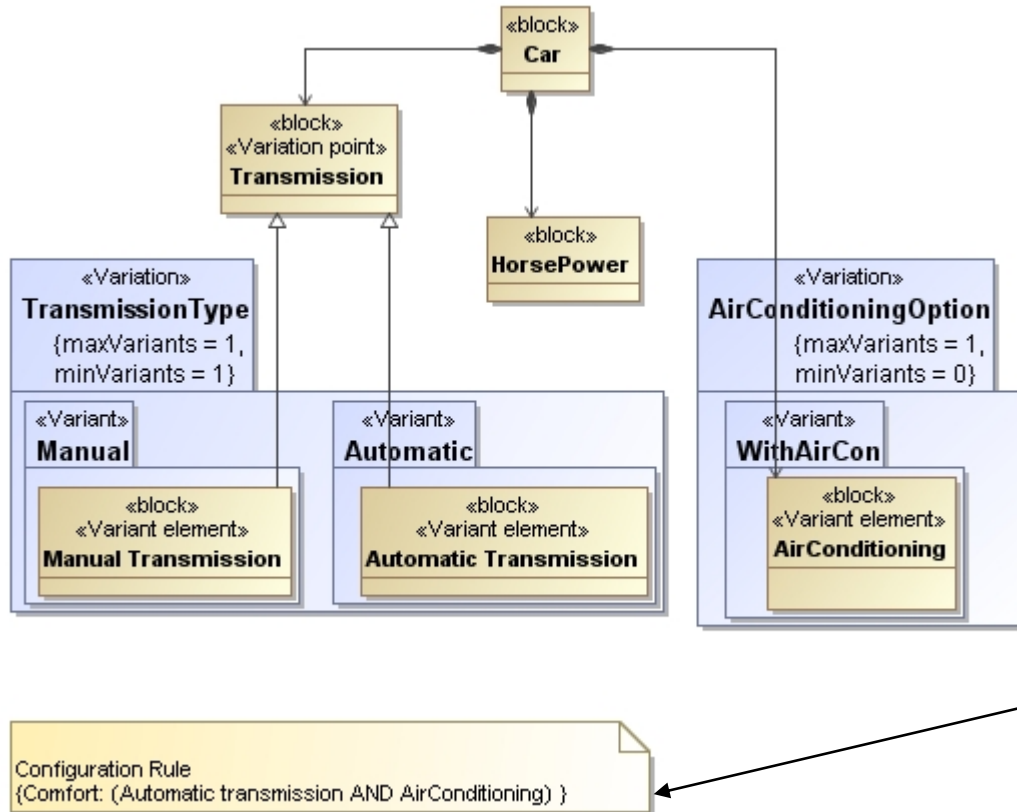 «block»
Car
«block»
«Variation point»
Transmission
«block»
HorsePower
«Variation»
TransmissionType
{maxVariants = 1,
minVariants = 1}
«Variation»
AirConditioningOption
{maxVariants = 1,
minVariants = 0}
«Variant»
Manual
«Variant»
Automatic
«Variant»
WithAirCon
«block»
«Variant element»
Manual Transmission
«block»
«Variant element»
Automatic Transmission
«block»
«Variant element»
AirConditioning
Configuration Rule
{Comfort: (Automatic transmission AND AirConditioning) }